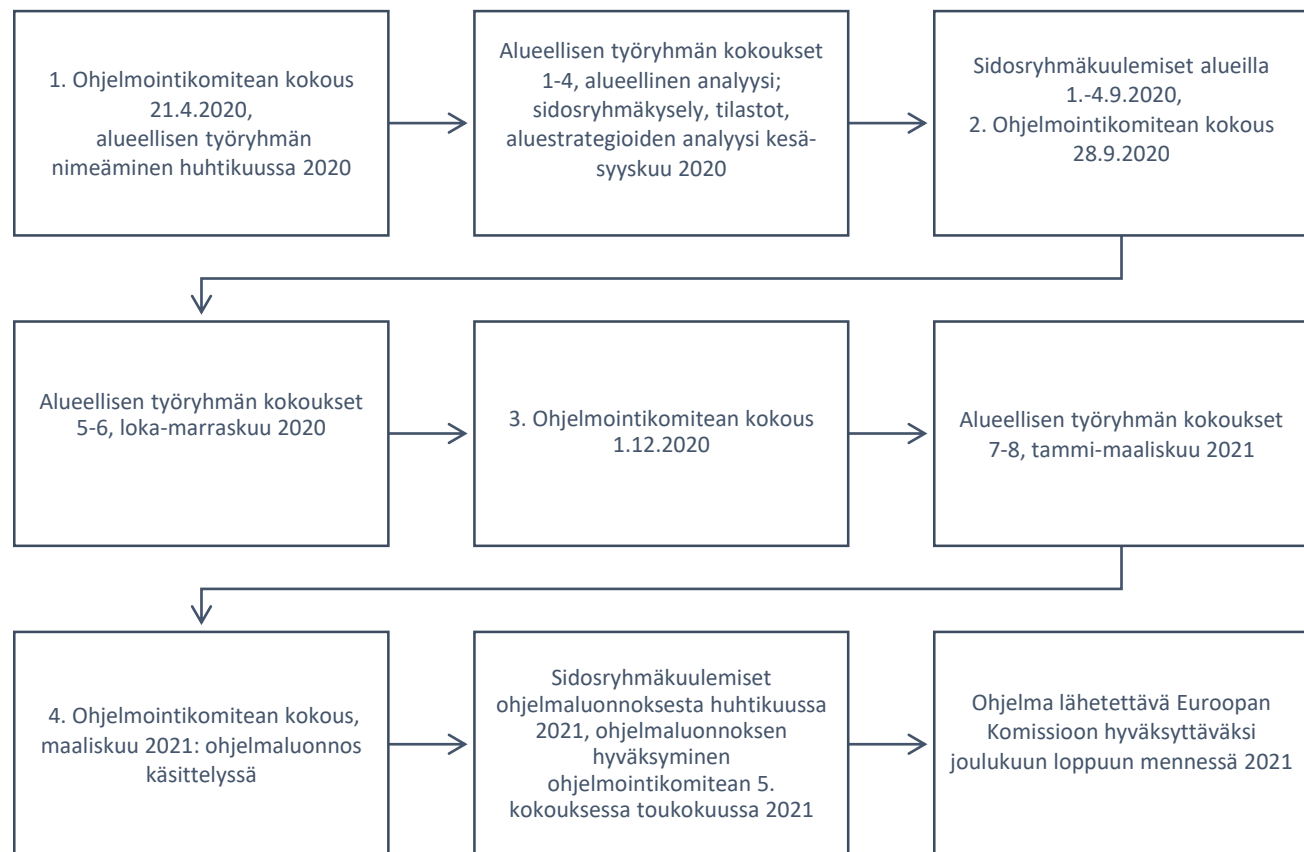 1. Ohjelmointikomitean kokous
21.4.2020,
alueellisen työryhmän
nimeäminen huhtikuussa 2020
Alueellisen työryhmän kokoukset
1-4, alueellinen analyysi;
sidosryhmäkysely, tilastot,
aluestrategioiden analyysi kesä-
syyskuu 2020
Sidosryhmäkuulemiset alueilla
1.-4.9.2020,
2. Ohjelmointikomitean kokous
28.9.2020
Alueellisen työryhmän kokoukset
5-6, loka-marraskuu 2020
3. Ohjelmointikomitean kokous
1.12.2020
Alueellisen työryhmän kokoukset
7-8, tammi-maaliskuu 2021
4. Ohjelmointikomitean kokous,
maaliskuu 2021: ohjelmaluonnos
käsittelyssä
Sidosryhmäkuulemiset
ohjelmaluonnoksesta huhtikuussa
2021, ohjelmaluonnoksen
hyväksyminen
ohjelmointikomitean 5.
kokouksessa toukokuussa 2021
Ohjelma lähetettävä Euroopan
Komissioon hyväksyttäväksi
joulukuun loppuun mennessä 2021